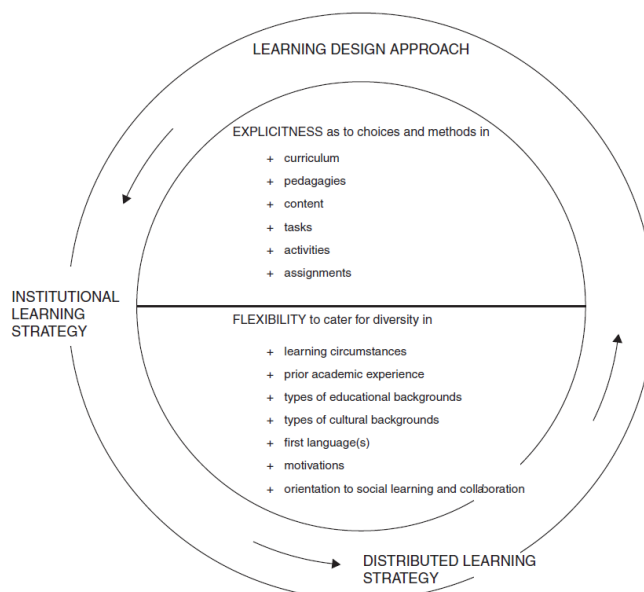 LEARNING DESIGN APPROACH
EXPLICITNESS as to choices and methods in
+ curriculum
+ pedagagies
+ content
+ tasks
+ activities
+ assignments
INSTITUTIONAL
LEARNING
STRATEGY
FLEXIBILITY to cater for diversity in
+ learning circumstances
+ prior academic experience
+ types of educational backgrounds
+ types of cultural backgrounds
+ first language(s)
+ motivations
+ orientation to social learning and collaboration
DISTRIBUTED LEARNING
STRATEGY